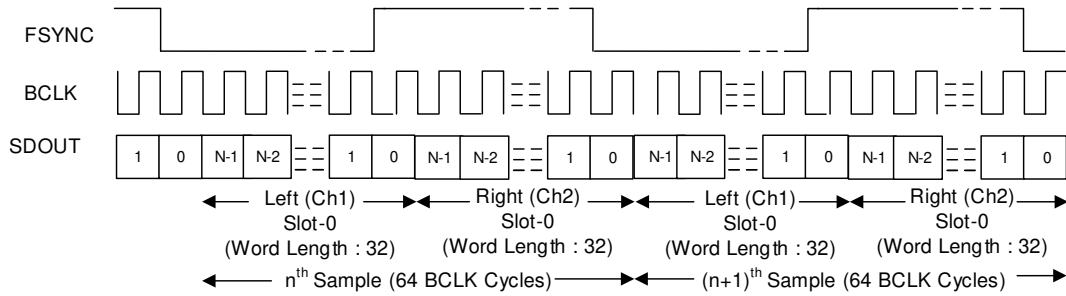 FSYNC
BCLK
SDOUT
1 0 N-1 N-2 1 0 N-1 N-2 1 0 N-1 N-2 1 0 N-1 N-2 1 0
Left (Ch1) Right (Ch2) Left (Ch1) Right (Ch2)
Slot-0 Slot-0 Slot-0 Slot-0
(Word Length : 32) (Word Length : 32) (Word Length : 32) (Word Length : 32)
nth Sample (64 BCLK Cycles) (n+1)th Sample (64 BCLK Cycles)